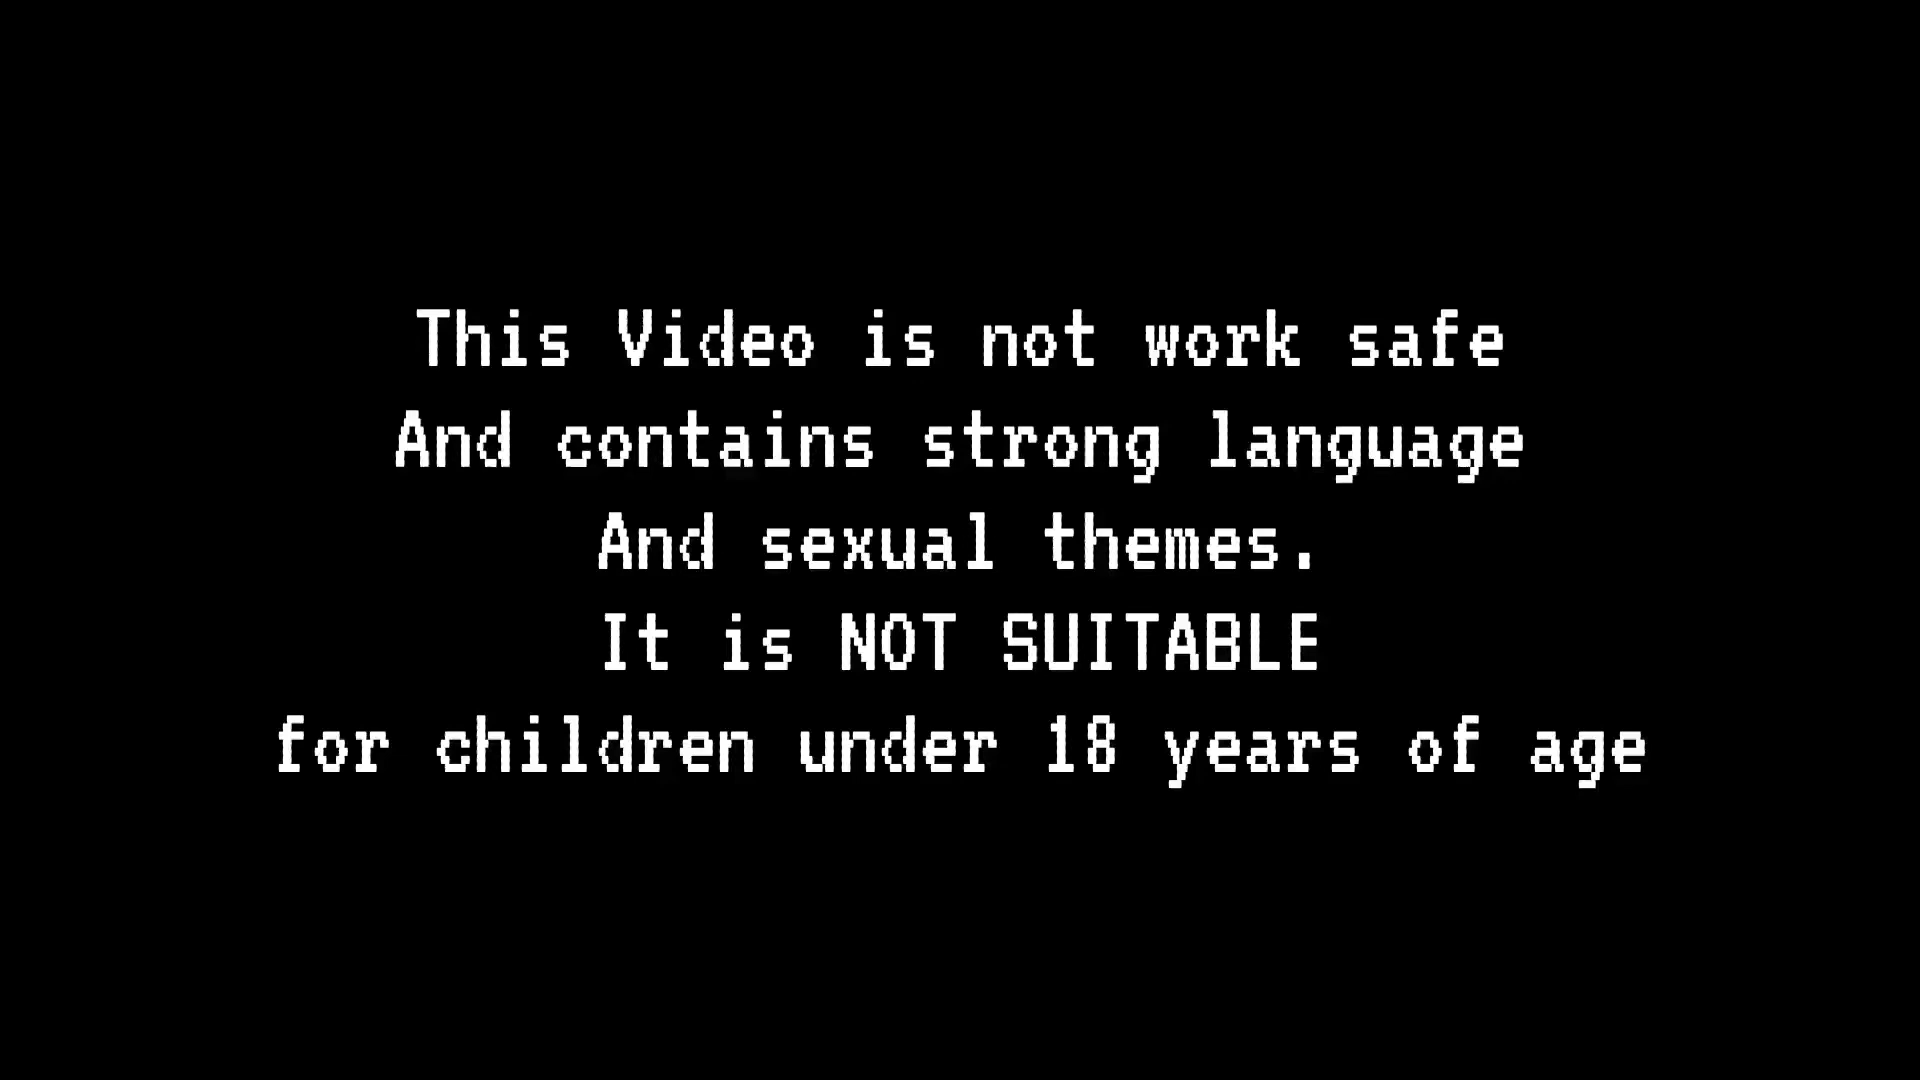 This Video is not work safe
And contains strong language
And sexual themes.
It is NOT SUITABLE
for children under 18 years of age